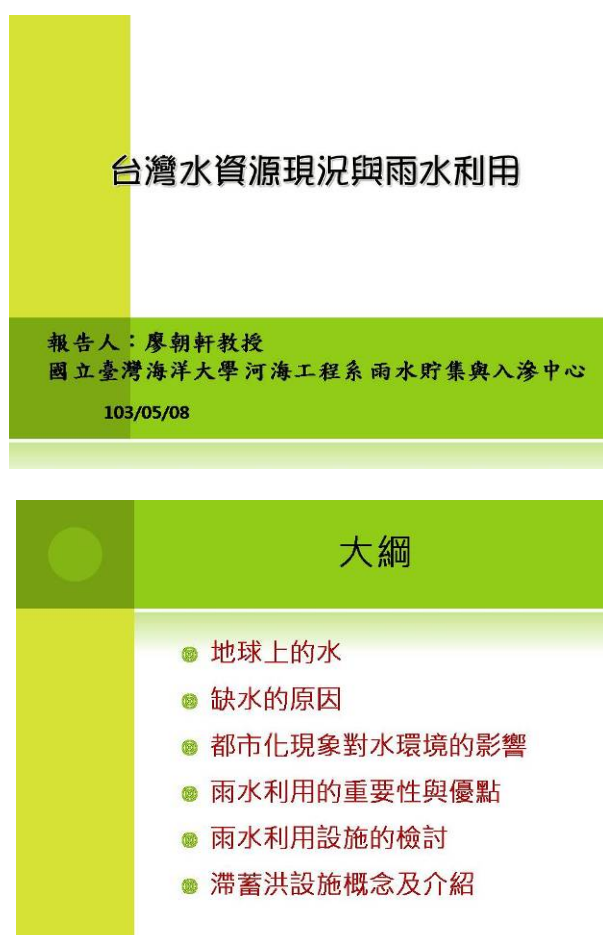 台灣水資源現況與雨水利用
報告人：廖朝軒教授
國立臺灣海洋大學河海工程系雨水貯集與入滲中心
103/05/08
大綱
地球上的水
缺水的原因
都市化現象對水環境的影響
雨水利用的重要性與優點
雨水利用設施的檢討
滯蓄洪設施概念及介紹